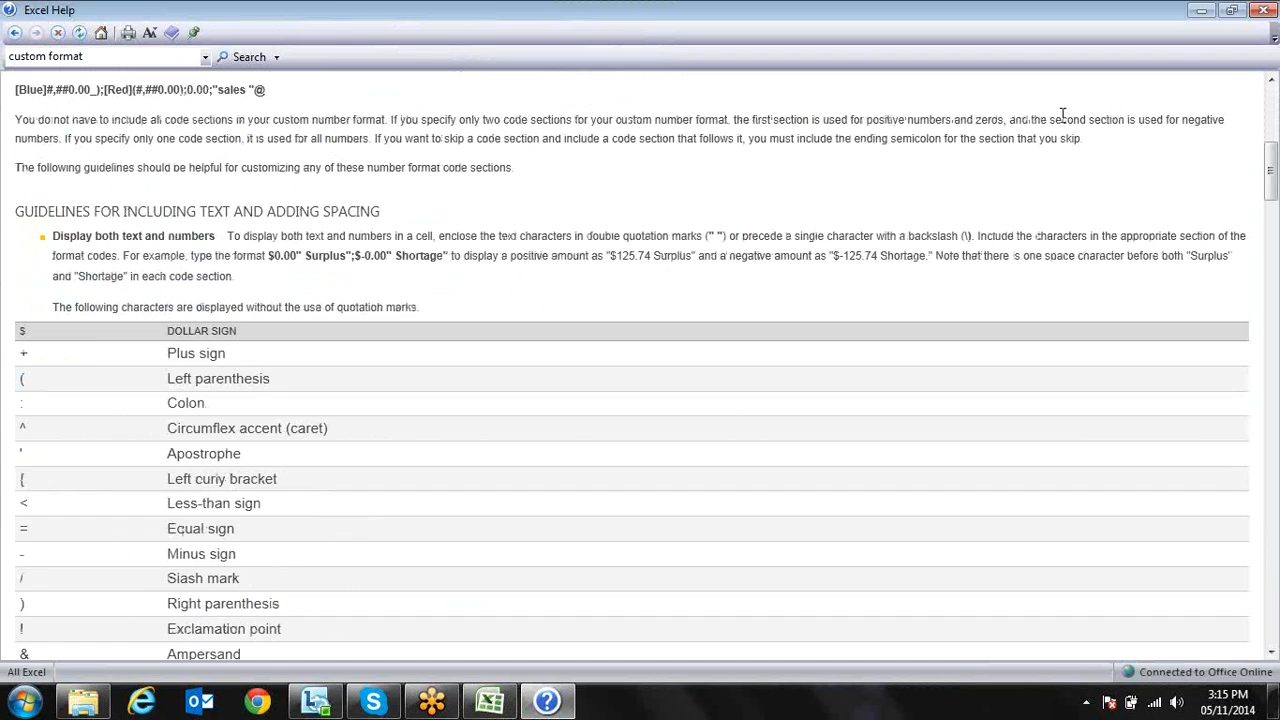 Excel Help
custom format
Search
[Blue]#,##0.00_);[Red](#,##0.00);0.00;"sales "@
You do not have to include all code sections in your custom number format. If you specify only two code sections for your custom number format, the first section is used for positive numbers and zeros, and the second section is used for negative
numbers. If you specify only one code section, it is used for all numbers. If you want to skip a code section and include a code section that follows it, you must include the ending semicolon for the section that you skip.
The following guidelines should be helpful for customizing any of these number format code sections.
GUIDELINES FOR INCLUDING TEXT AND ADDING SPACING
Display both text and numbers To display both text and numbers in a cell, enclose the text characters in double quotation marks (" ") or precede a single character with a backslash (\). Include the characters in the appropriate section of the
format codes. For example, type the format $0.00" Surplus";$-0.00" Shortage" to display a positive amount as "$125.74 Surplus" and a negative amount as "$-125.74 Shortage." Note that there is one space character before both "Surplus"
and "Shortage" in each code section.
The following characters are displayed without the use of quotation marks.
$ DOLLAR SIGN
+ Plus sign
( Left parenthesis
: Colon
^ Circumflex accent (caret)
' Apostrophe
{ Left curly bracket
< Less-than sign
= Equal sign
- Minus sign
/ Slash mark
) Right parenthesis
! Exclamation point
& Ampersand
All Excel
Connected to Office Online
3:15 PM
05/11/2014